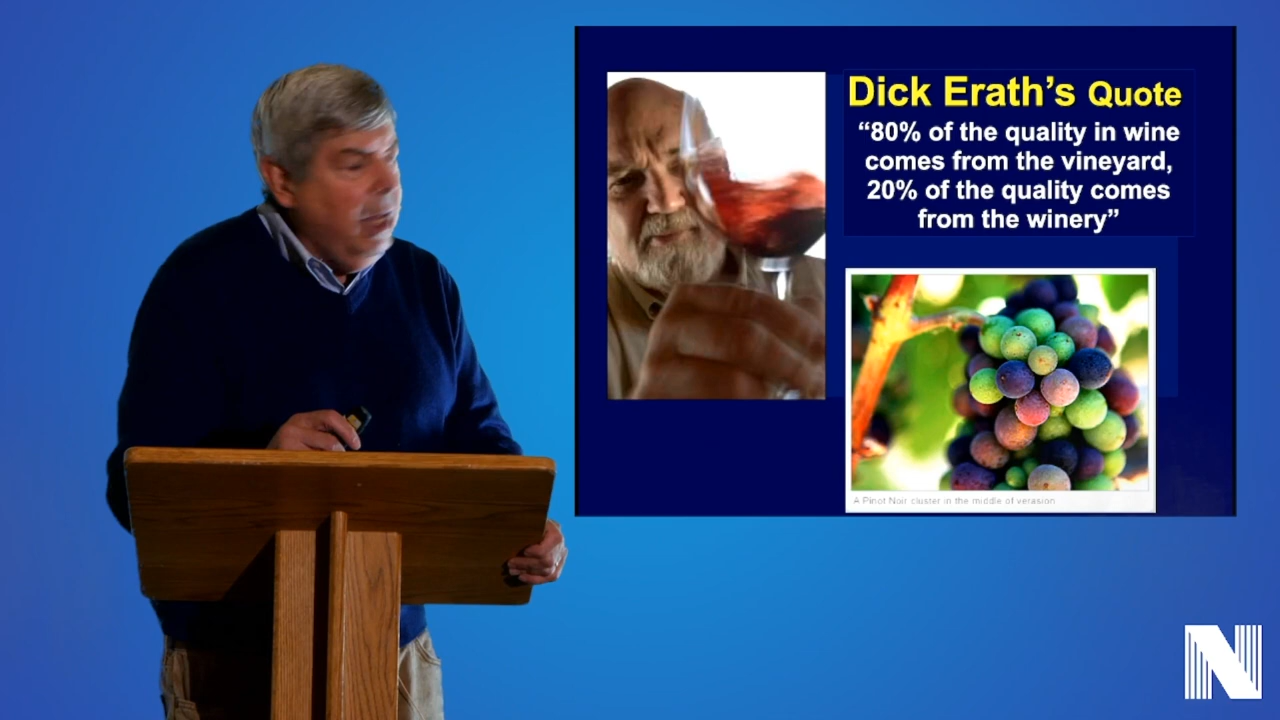 Dick Erath’s Quote
“80% of the quality in wine
comes from the vineyard,
20% of the quality comes
from the winery”
A Pinot Noir cluster in the middle of verasion
N